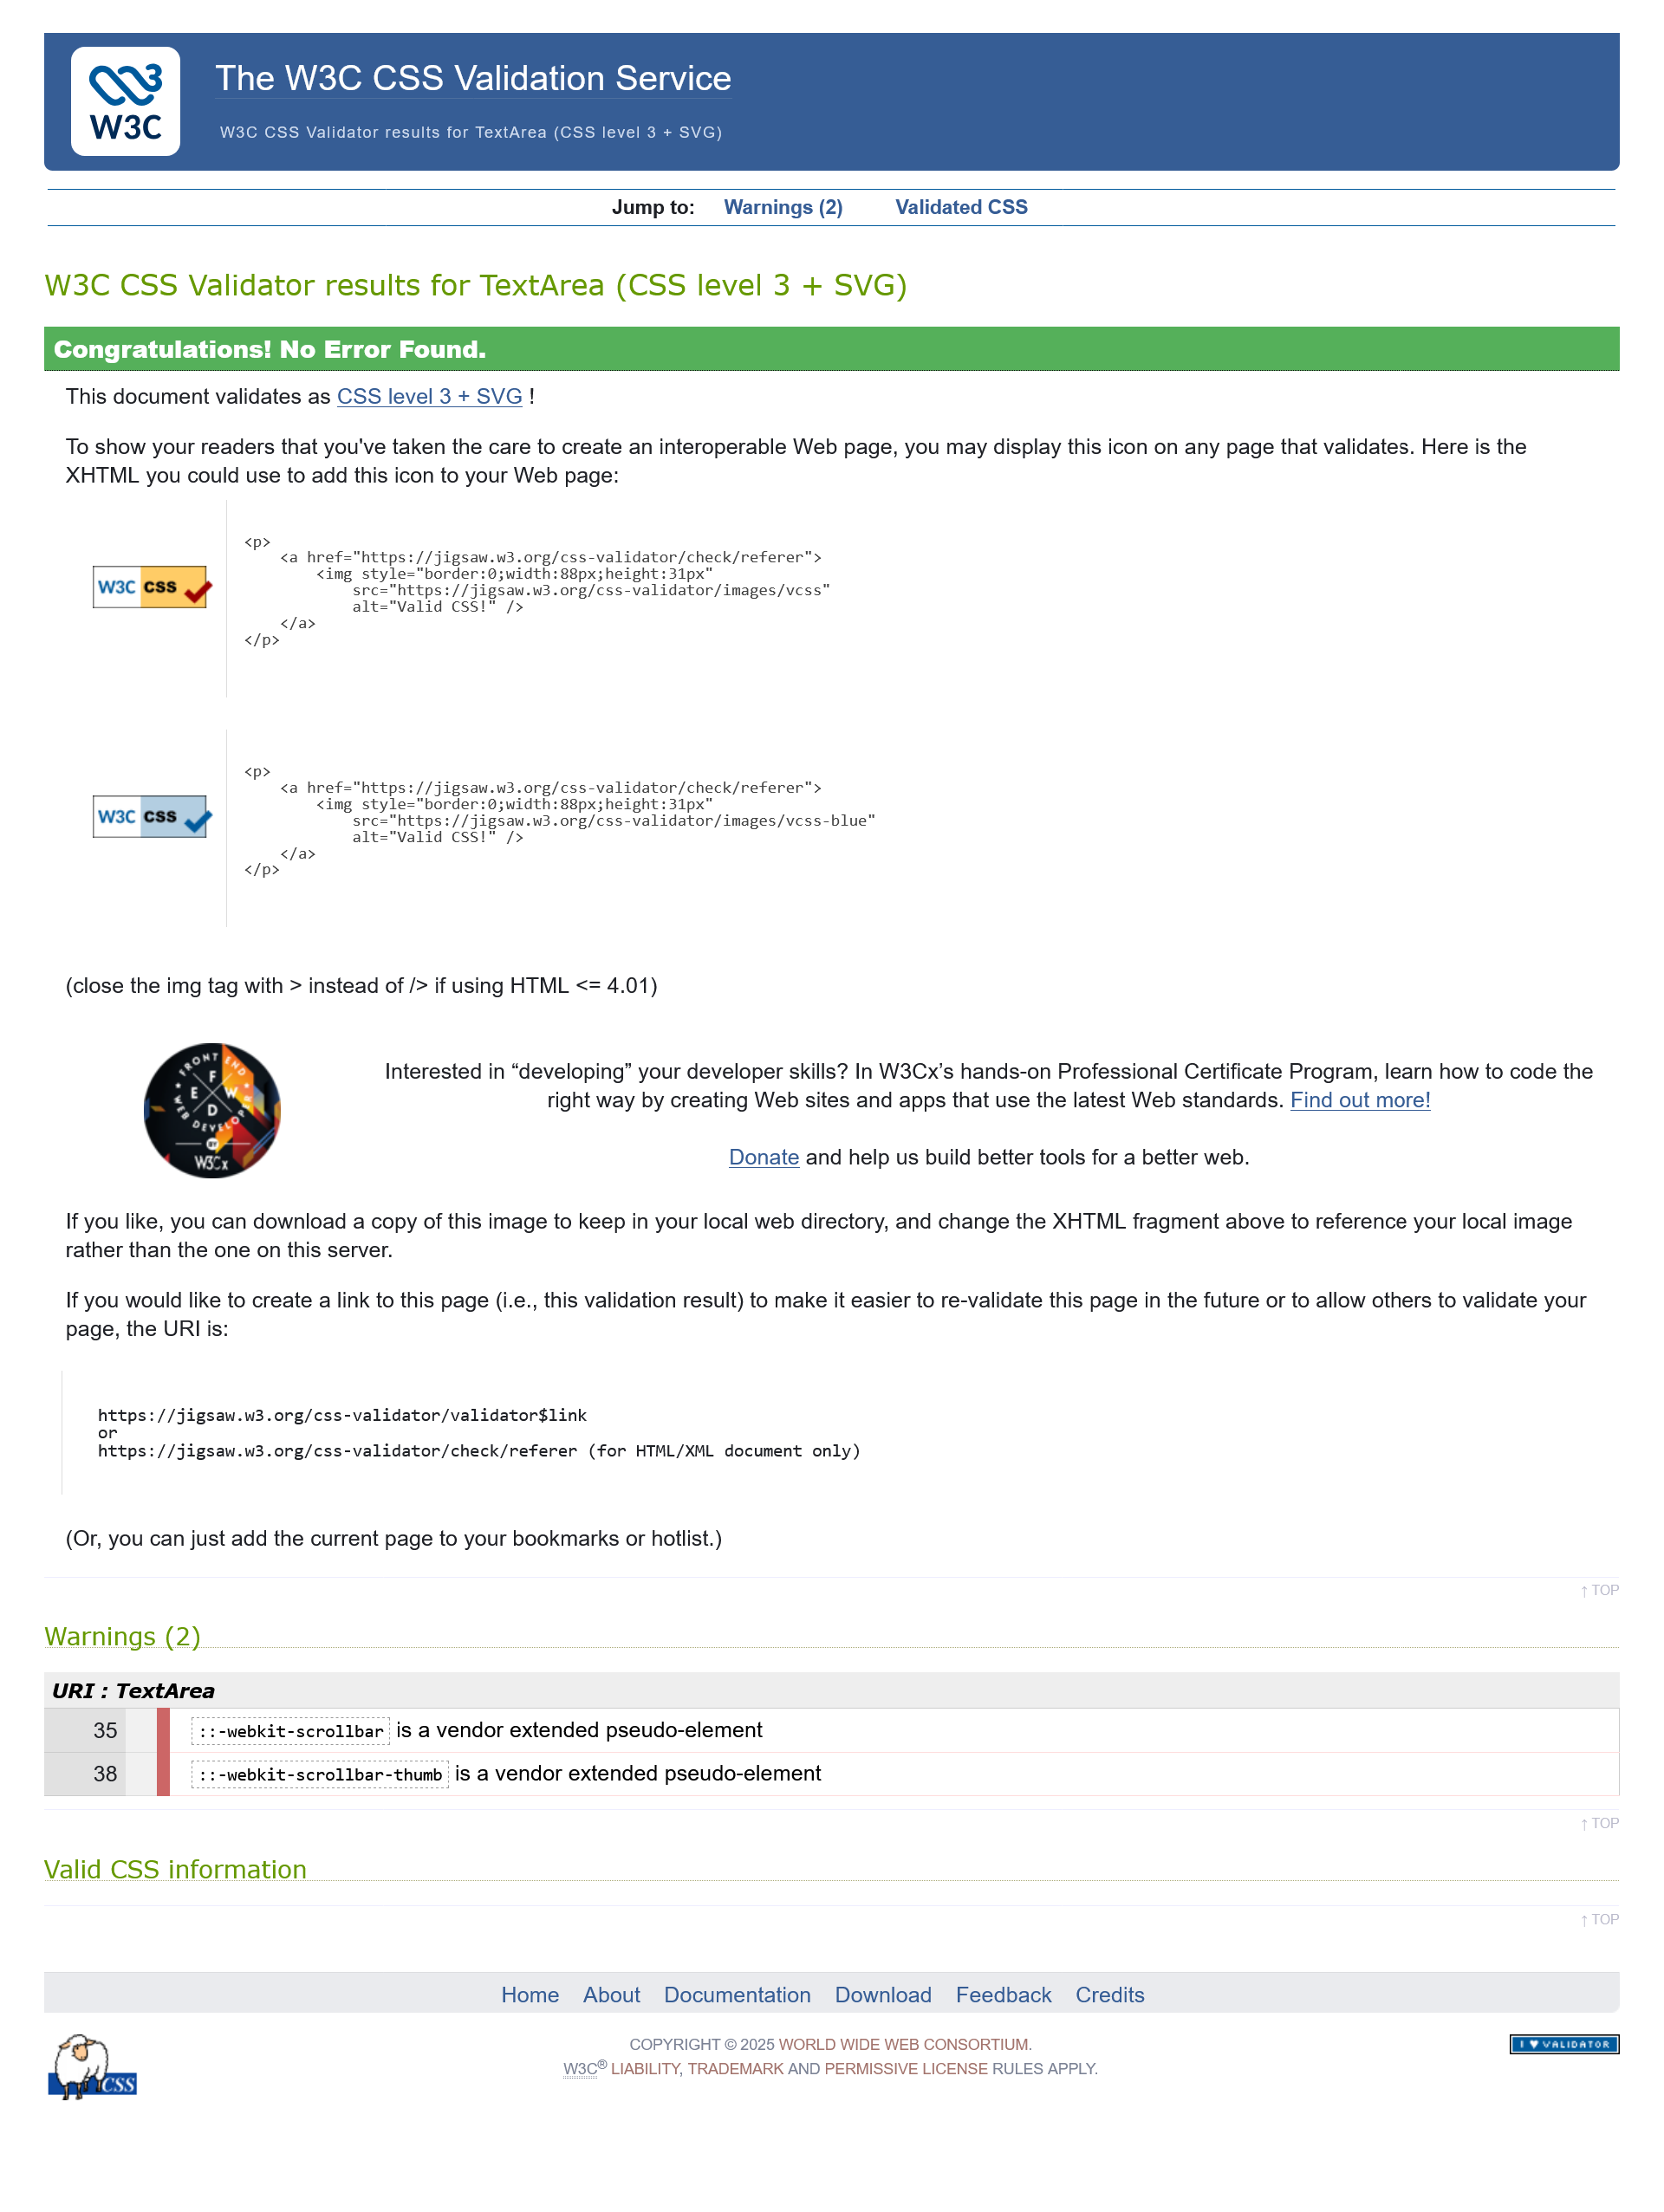 W3C
The W3C CSS Validation Service
W3C CSS Validator results for TextArea (CSS level 3 + SVG)
Jump to: Warnings (2) Validated CSS
W3C CSS Validator results for TextArea (CSS level 3 + SVG)
Congratulations! No Error Found.
This document validates as CSS level 3 + SVG !
To show your readers that you've taken the care to create an interoperable Web page, you may display this icon on any page that validates. Here is the
XHTML you could use to add this icon to your Web page:
W3C css
<p>
    <a href="https://jigsaw.w3.org/css-validator/check/referer">
        <img style="border:0;width:88px;height:31px"
            src="https://jigsaw.w3.org/css-validator/images/vcss"
            alt="Valid CSS!" />
    </a>
</p>
W3C css
<p>
    <a href="https://jigsaw.w3.org/css-validator/check/referer">
        <img style="border:0;width:88px;height:31px"
            src="https://jigsaw.w3.org/css-validator/images/vcss-blue"
            alt="Valid CSS!" />
    </a>
</p>
(close the img tag with > instead of /> if using HTML <= 4.01)
FRONT END
F E W D
WEB DEVELOPER
BY
W3Cx
Interested in “developing” your developer skills? In W3Cx’s hands-on Professional Certificate Program, learn how to code the
right way by creating Web sites and apps that use the latest Web standards. Find out more!
Donate and help us build better tools for a better web.
If you like, you can download a copy of this image to keep in your local web directory, and change the XHTML fragment above to reference your local image
rather than the one on this server.
If you would like to create a link to this page (i.e., this validation result) to make it easier to re-validate this page in the future or to allow others to validate your
page, the URI is:
https://jigsaw.w3.org/css-validator/validator$link
or
https://jigsaw.w3.org/css-validator/check/referer (for HTML/XML document only)
(Or, you can just add the current page to your bookmarks or hotlist.)
↑ TOP
Warnings (2)
URI : TextArea
35 ::-webkit-scrollbar is a vendor extended pseudo-element
38 ::-webkit-scrollbar-thumb is a vendor extended pseudo-element
↑ TOP
Valid CSS information
↑ TOP
Home About Documentation Download Feedback Credits
CSS
COPYRIGHT © 2025 WORLD WIDE WEB CONSORTIUM.
W3C® LIABILITY, TRADEMARK AND PERMISSIVE LICENSE RULES APPLY.
I ♥ VALIDATOR